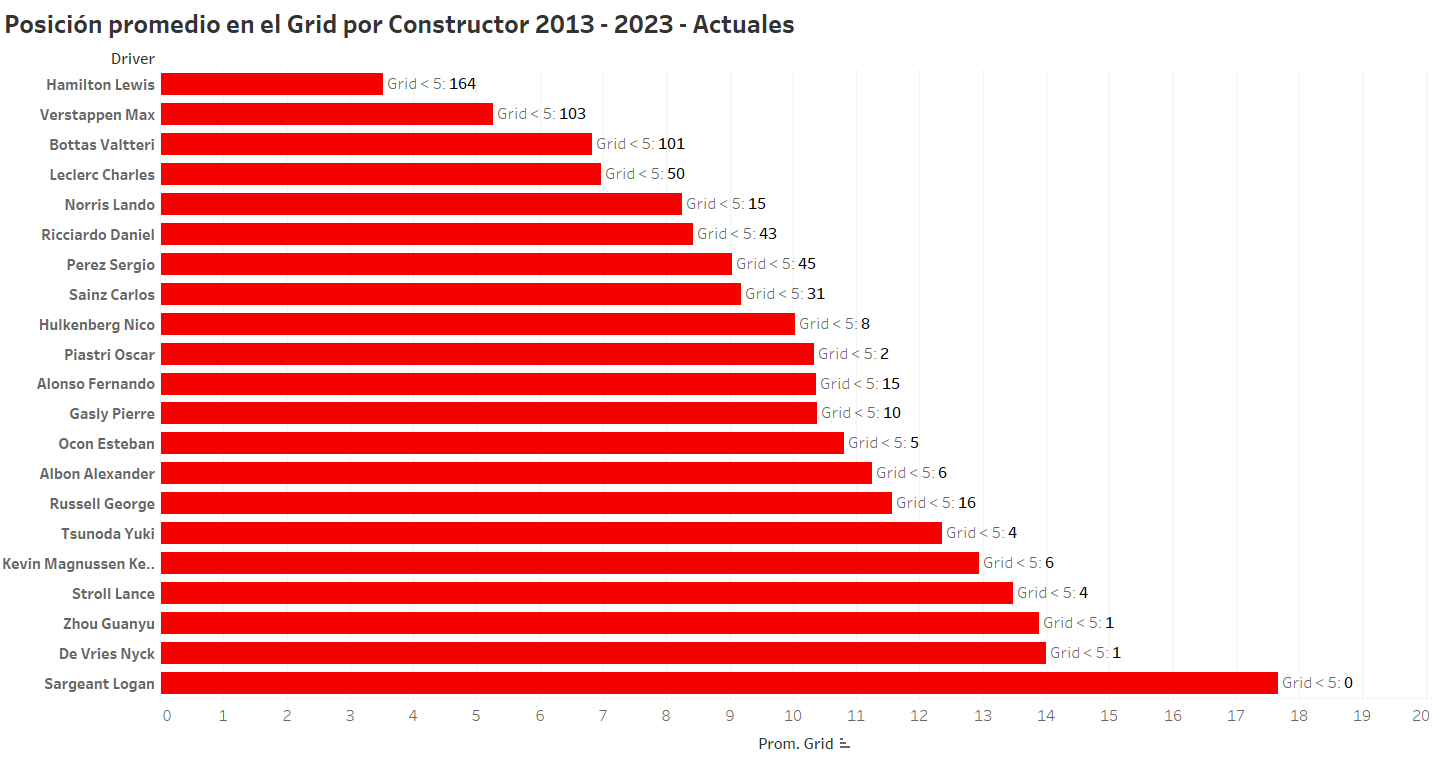 Posición promedio en el Grid por Constructor 2013 - 2023 - Actuales
Driver
Hamilton Lewis Grid < 5: 164
Verstappen Max Grid < 5: 103
Bottas Valtteri Grid < 5: 101
Leclerc Charles Grid < 5: 50
Norris Lando Grid < 5: 15
Ricciardo Daniel Grid < 5: 43
Perez Sergio Grid < 5: 45
Sainz Carlos Grid < 5: 31
Hulkenberg Nico Grid < 5: 8
Piastri Oscar Grid < 5: 2
Alonso Fernando Grid < 5: 15
Gasly Pierre Grid < 5: 10
Ocon Esteban Grid < 5: 5
Albon Alexander Grid < 5: 6
Russell George Grid < 5: 16
Tsunoda Yuki Grid < 5: 4
Kevin Magnussen Ke.. Grid < 5: 6
Stroll Lance Grid < 5: 4
Zhou Guanyu Grid < 5: 1
De Vries Nyck Grid < 5: 1
Sargeant Logan Grid < 5: 0
0 1 2 3 4 5 6 7 8 9 10 11 12 13 14 15 16 17 18 19 20
Prom. Grid